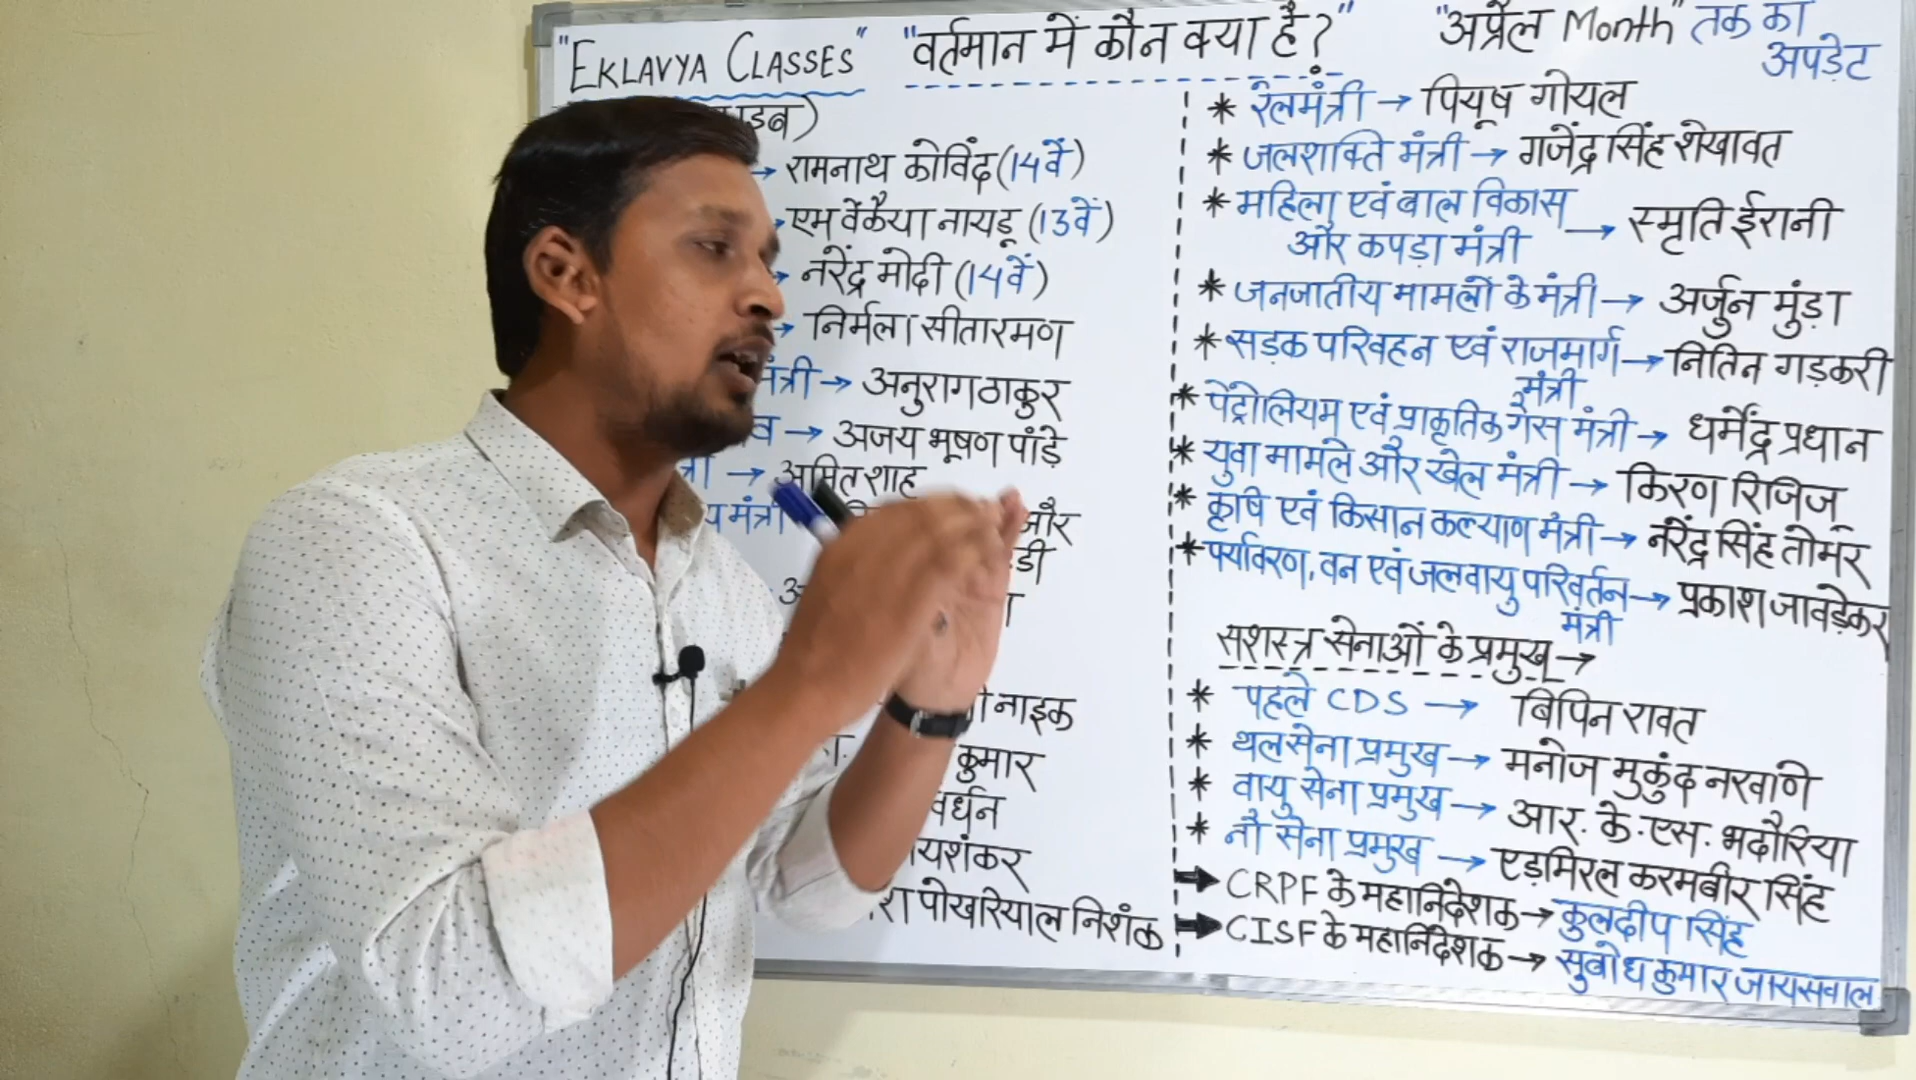 "EKLAVYA CLASSES" "वर्तमान में कौन क्या है?" "अप्रैल Month" तक का
अपडेट
रामनाथ कोविंद (14वें)
एम वेंकैया नायडू (13वें)
→ नरेंद्र मोदी (14वें)
→ निर्मला सीतारमण
मंत्री → अनुराग ठाकुर
→ अजय भूषण पांडे
→ अमित शाह
और
नाइक
कुमार
वर्धन
पोखरियाल निशंक
* रेलमंत्री → पियूष गोयल
* जलशक्ति मंत्री → गजेंद्र सिंह शेखावत
* महिला एवं बाल विकास
और कपड़ा मंत्री → स्मृति ईरानी
* जनजातीय मामलों के मंत्री → अर्जुन मुंडा
* सड़क परिवहन एवं राजमार्ग → नितिन गड़करी
मंत्री
* पेट्रोलियम एवं प्राकृतिक गैस मंत्री → धर्मेंद्र प्रधान
* युवा मामले और खेल मंत्री → किरण रिजिजू
* कृषि एवं किसान कल्याण मंत्री → नरेंद्र सिंह तोमर
* पर्यावरण, वन एवं जलवायु परिवर्तन → प्रकाश जावड़ेकर
मंत्री
सशस्त्र सेनाओं के प्रमुख →
* पहले CDS → बिपिन रावत
* थल सेना प्रमुख → मनोज मुकुंद नरवाणे
* वायु सेना प्रमुख → आर. के. एस. भदौरिया
* नौ सेना प्रमुख → एडमिरल करमबीर सिंह
→ CRPF के महानिदेशक → कुलदीप सिंह
→ CISF के महानिदेशक → सुबोध कुमार जायसवाल